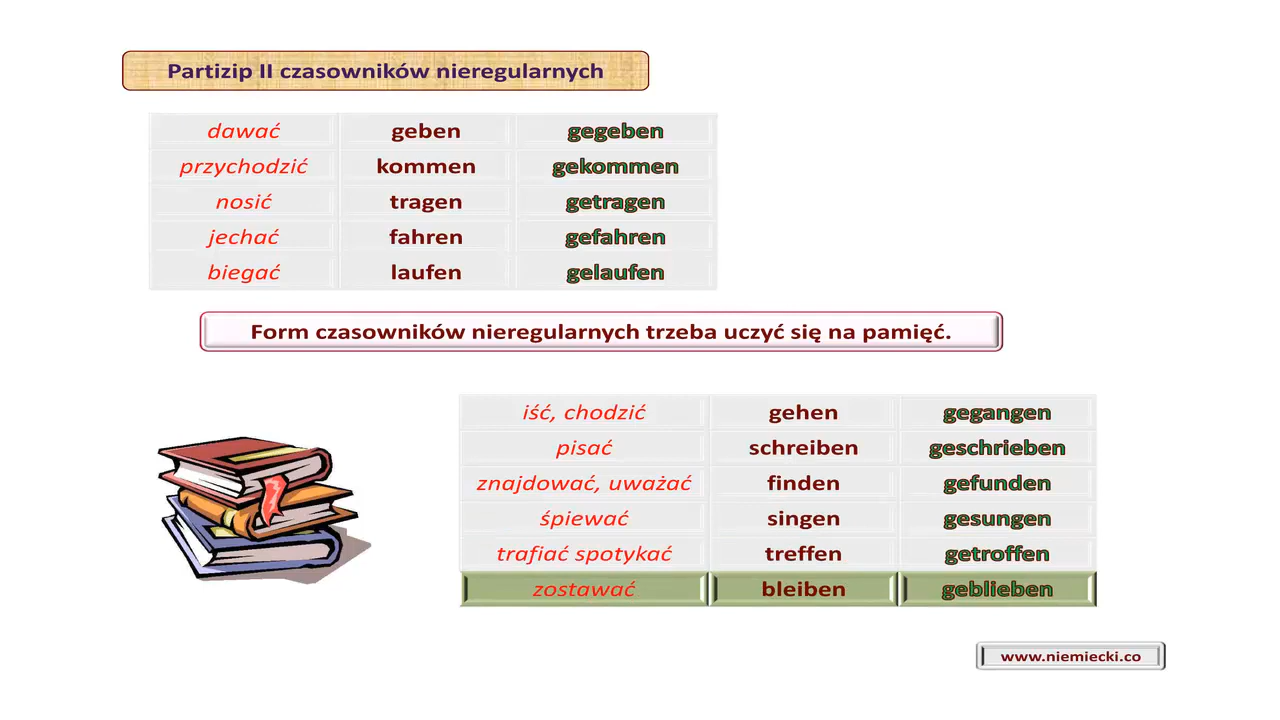 Partizip II czasowników nieregularnych
dawać geben gegeben
przychodzić kommen gekommen
nosić tragen getragen
jechać fahren gefahren
biegać laufen gelaufen
Form czasowników nieregularnych trzeba uczyć się na pamięć.
iść, chodzić gehen gegangen
pisać schreiben geschrieben
znajdować, uważać finden gefunden
śpiewać singen gesungen
trafiać spotykać treffen getroffen
zostawać bleiben geblieben
www.niemiecki.co